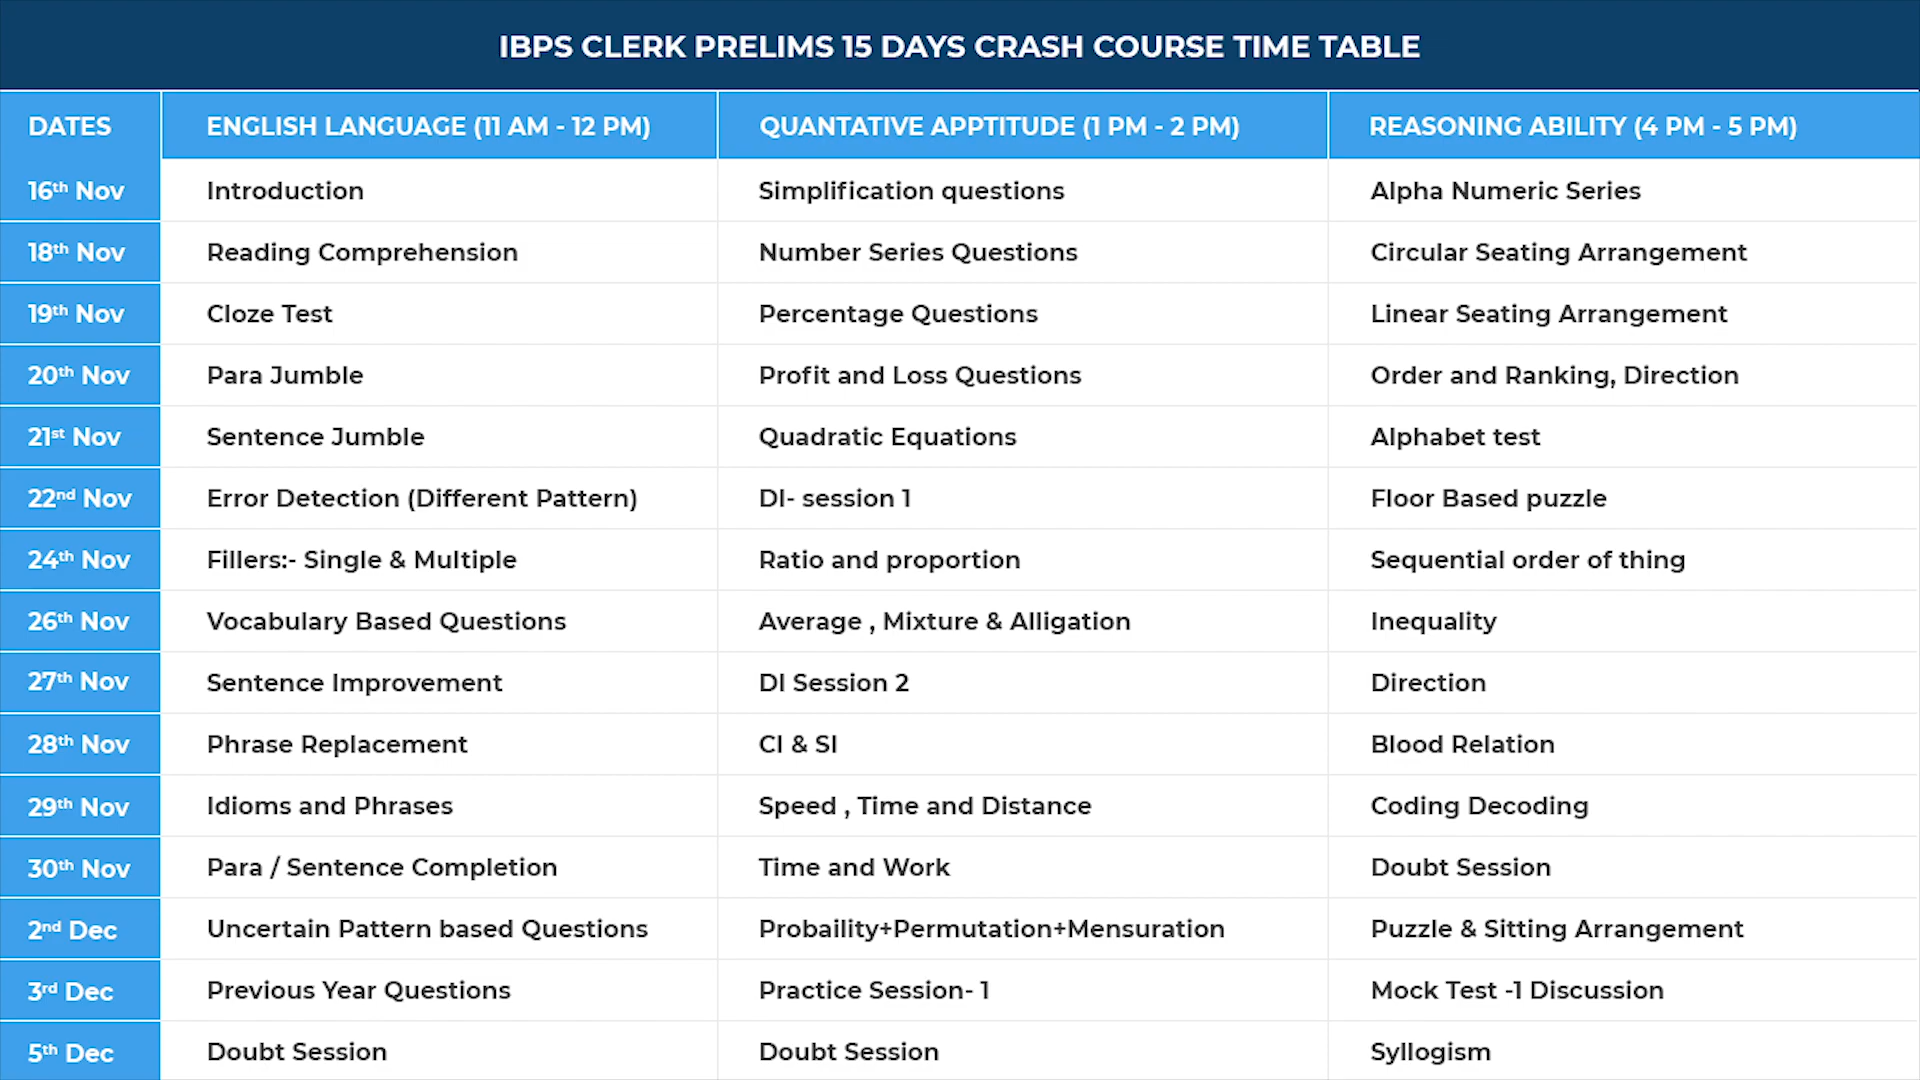 IBPS CLERK PRELIMS 15 DAYS CRASH COURSE TIME TABLE
DATES ENGLISH LANGUAGE (11 AM - 12 PM) QUANTATIVE APPTITUDE (1 PM - 2 PM) REASONING ABILITY (4 PM - 5 PM)
16th Nov Introduction Simplification questions Alpha Numeric Series
18th Nov Reading Comprehension Number Series Questions Circular Seating Arrangement
19th Nov Cloze Test Percentage Questions Linear Seating Arrangement
20th Nov Para Jumble Profit and Loss Questions Order and Ranking, Direction
21st Nov Sentence Jumble Quadratic Equations Alphabet test
22nd Nov Error Detection (Different Pattern) DI- session 1 Floor Based puzzle
24th Nov Fillers:- Single & Multiple Ratio and proportion Sequential order of thing
26th Nov Vocabulary Based Questions Average , Mixture & Alligation Inequality
27th Nov Sentence Improvement DI Session 2 Direction
28th Nov Phrase Replacement CI & SI Blood Relation
29th Nov Idioms and Phrases Speed , Time and Distance Coding Decoding
30th Nov Para / Sentence Completion Time and Work Doubt Session
2nd Dec Uncertain Pattern based Questions Probaility+Permutation+Mensuration Puzzle & Sitting Arrangement
3rd Dec Previous Year Questions Practice Session- 1 Mock Test -1 Discussion
5th Dec Doubt Session Doubt Session Syllogism